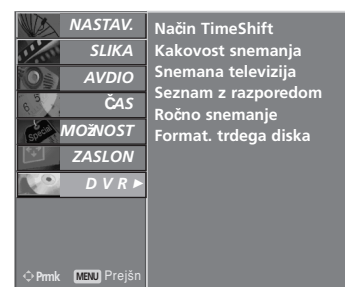 NASTAV.
SLIKA
AVDIO
ČAS
MOŽNOST
ZASLON
D V R
Prmk MENU Prejšn
Način TimeShift
Kakovost snemanja
Snemana televizija
Seznam z razporedom
Ročno snemanje
Format. trdega diska